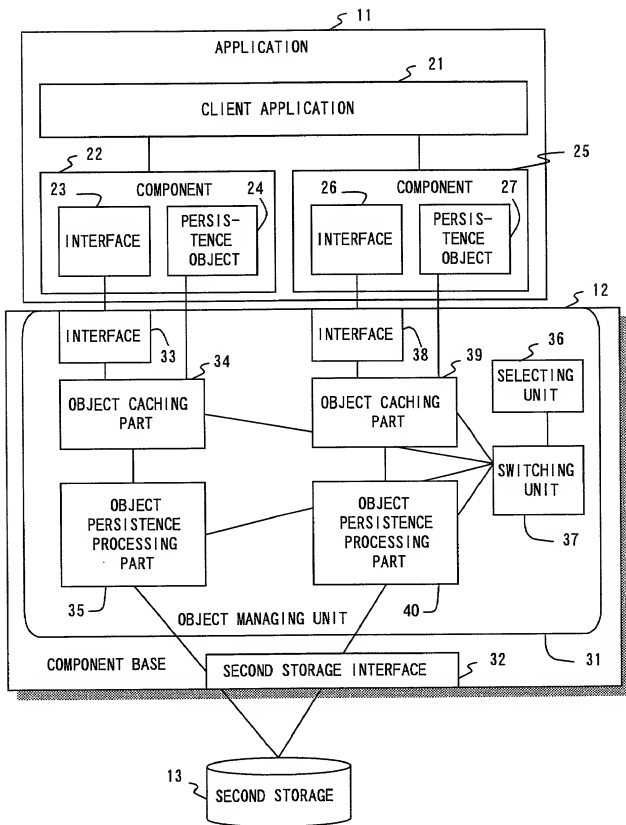 11
APPLICATION
21
CLIENT APPLICATION
22
25
COMPONENT
23
24
INTERFACE
PERSIS-
TENCE
OBJECT
COMPONENT
26
27
INTERFACE
PERSIS-
TENCE
OBJECT
12
INTERFACE
33
34
INTERFACE
38
39
36
SELECTING
UNIT
OBJECT CACHING
PART
OBJECT CACHING
PART
SWITCHING
UNIT
37
OBJECT
PERSISTENCE
PROCESSING
PART
35
OBJECT
PERSISTENCE
PROCESSING
PART
40
OBJECT MANAGING UNIT
31
COMPONENT BASE
SECOND STORAGE INTERFACE
32
13
SECOND STORAGE